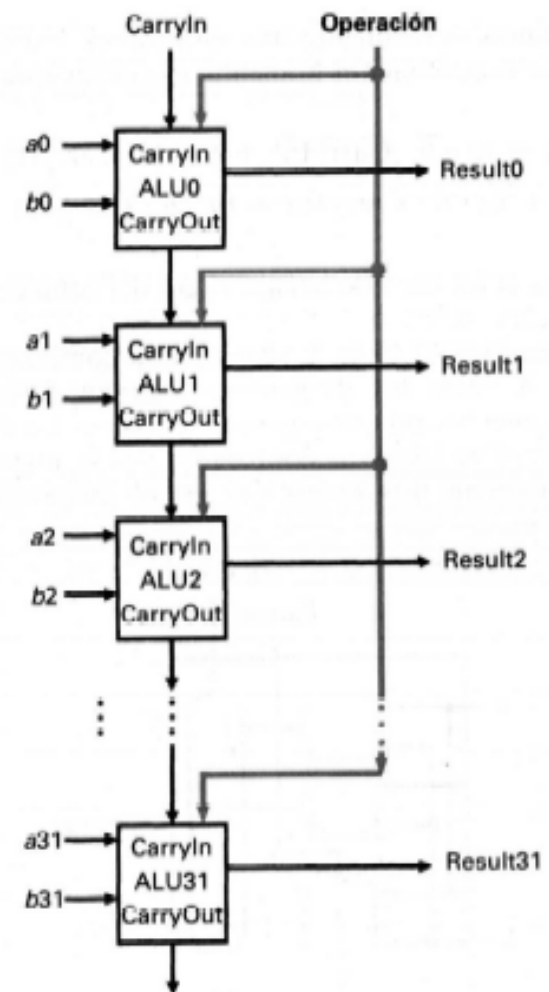 CarryIn
Operación
a0
b0
CarryIn
ALU0
CarryOut
Result0
a1
b1
CarryIn
ALU1
CarryOut
Result1
a2
b2
CarryIn
ALU2
CarryOut
Result2
a31
b31
CarryIn
ALU31
CarryOut
Result31